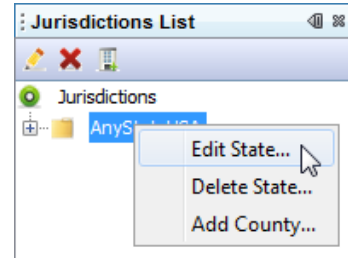 Jurisdictions List
Jurisdictions
Edit State...
Delete State...
Add County...